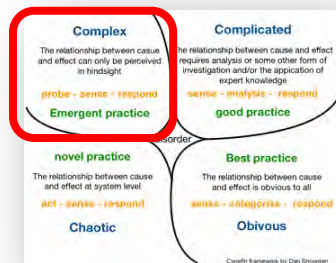 Complex
The relationship between casue
and effect can only be perceived
in hindsight
probe - sense - respond
Emergent practice
Complicated
The relationship between cause and effect
requires analysis or some other form of
investigation and/or the appication of
expert knowledge
sense - analysis - respond
good practice
disorder
novel practice
The relationship between cause
and effect at system level
act - sense - respond
Chaotic
Best practice
The relationship between cause
and effect is obvious to all
sense - categorise - respond
Obivous
Cynefin framework by Dan Snowden